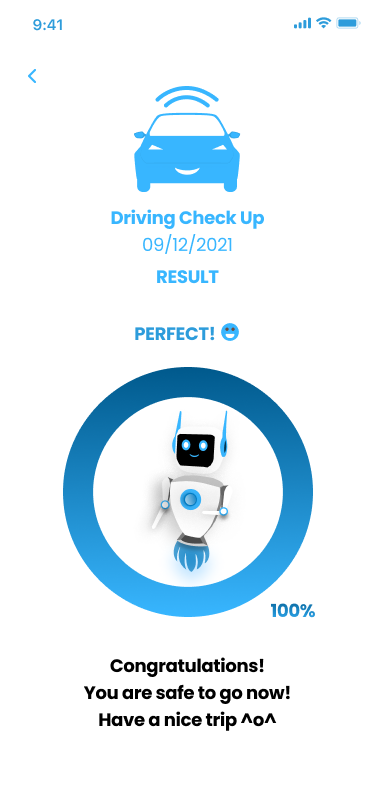 9:41
Driving Check Up
09/12/2021
RESULT
PERFECT! 😀
100%
Congratulations!
You are safe to go now!
Have a nice trip ^o^